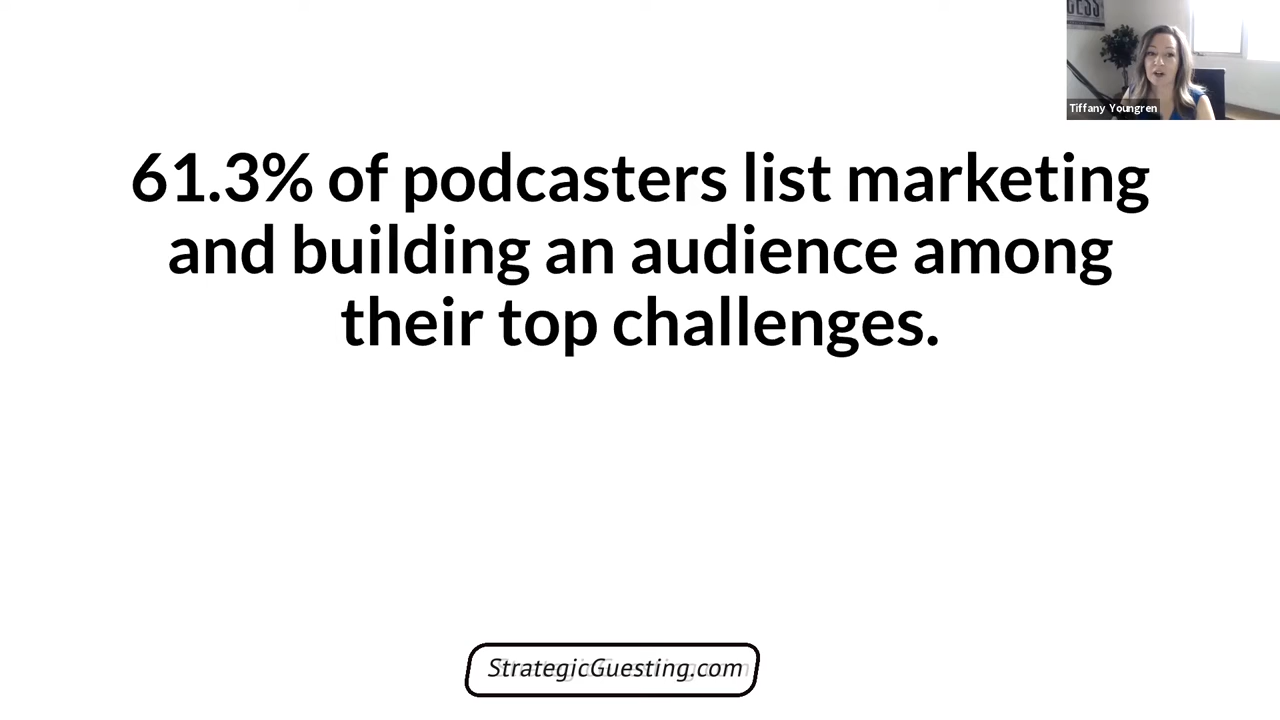 Tiffany Youngren
61.3% of podcasters list marketing
and building an audience among
their top challenges.
StrategicGuesting.com